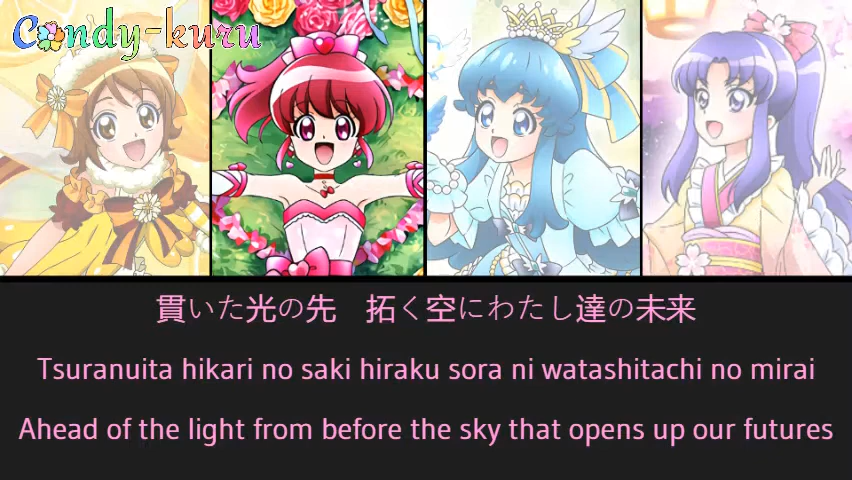 Candy-kuru
貫いた光の先　拓く空にわたし達の未来
Tsuranuita hikari no saki hiraku sora ni watashitachi no mirai
Ahead of the light from before the sky that opens up our futures